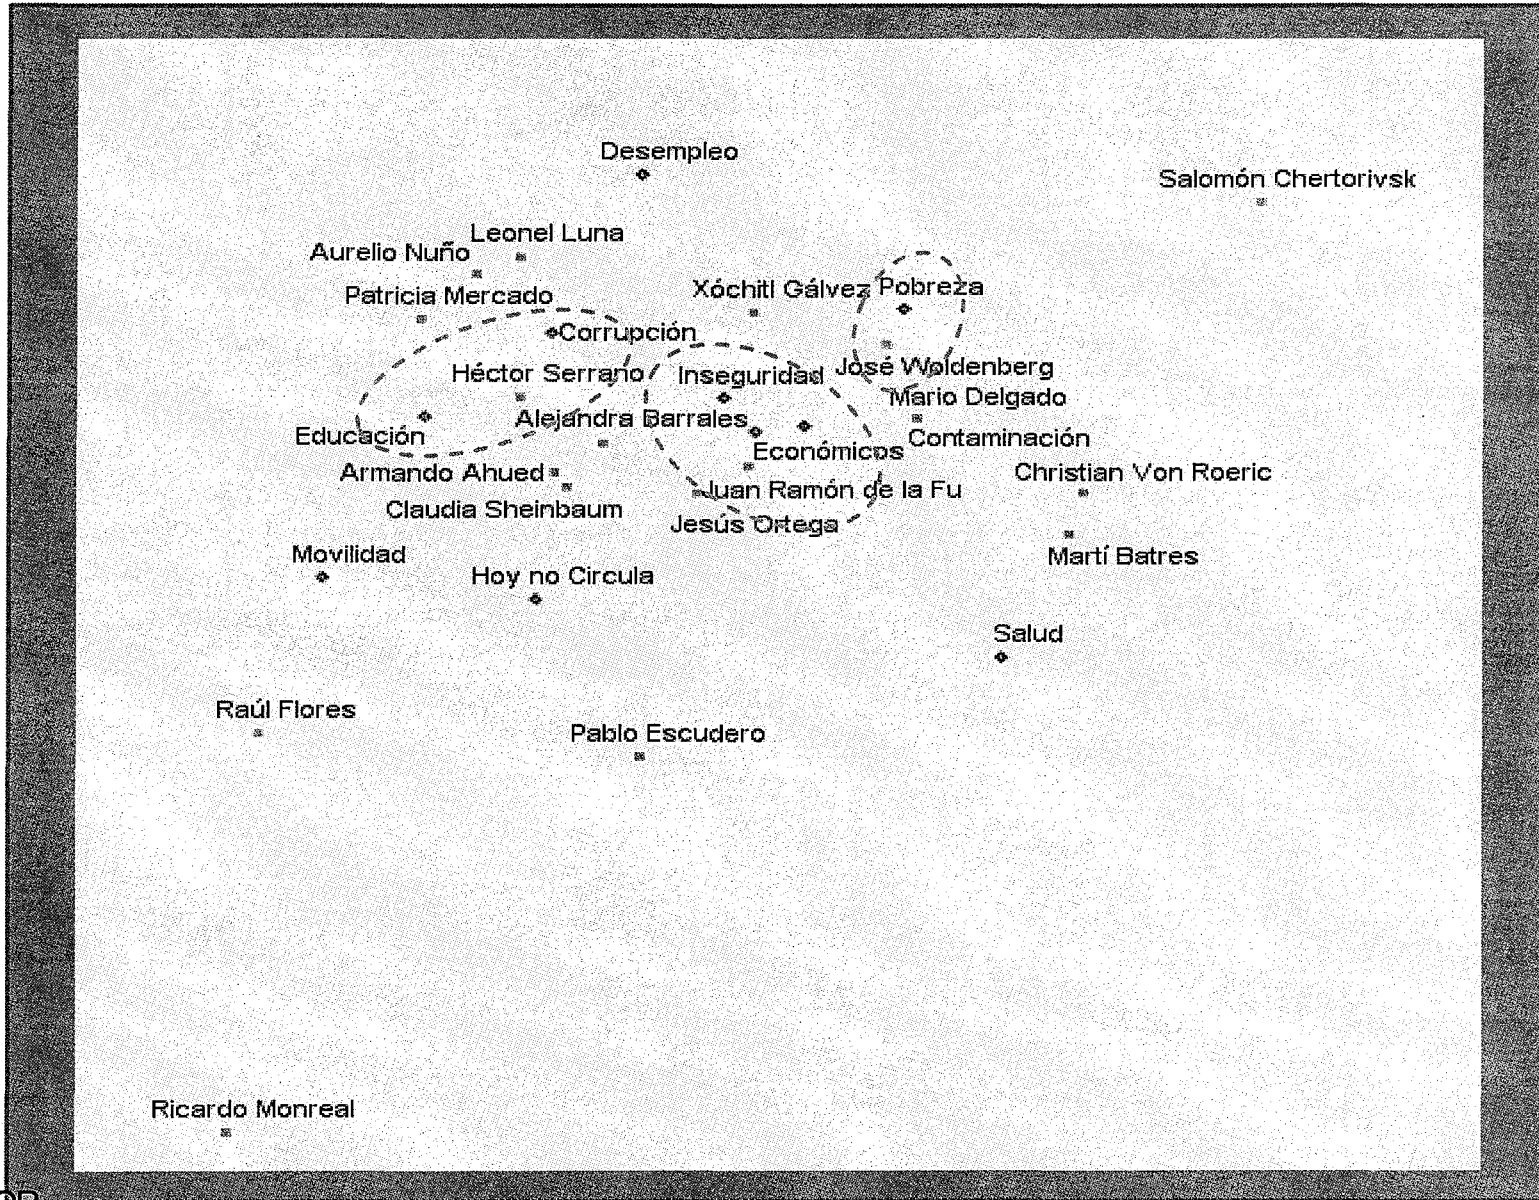 Desempleo
Salomón Chertorivsk
Leonel Luna
Aurelio Nuño
Xóchitl Gálvez
Pobreza
Patricia Mercado
Corrupción
José Woldenberg
Héctor Serrano
Inseguridad
Mario Delgado
Alejandra Barrales
Educación
Contaminación
Económicos
Armando Ahued
Christian Von Roeric
Juan Ramón de la Fu
Claudia Sheinbaum
Jesús Ortega
Movilidad
Martí Batres
Hoy no Circula
Salud
Raúl Flores
Pablo Escudero
Ricardo Monreal